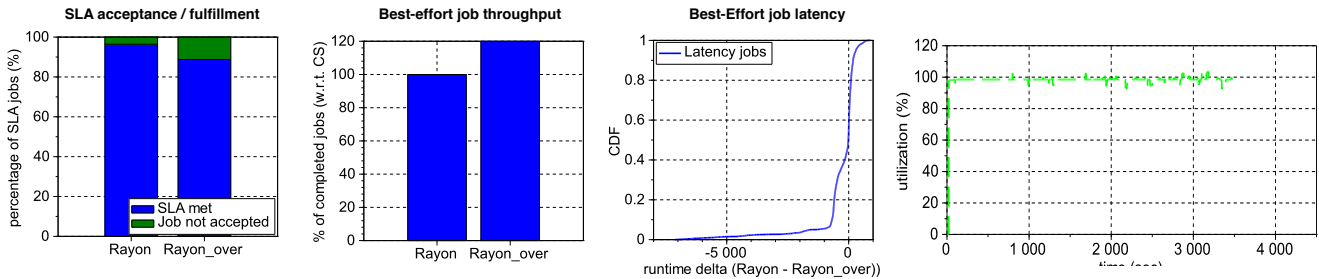 SLA acceptance / fulfillment
percentage of SLA jobs (%)
100
80
60
40
20
0
SLA met
Job not accepted
Rayon
Rayon_over
Best-effort job throughput
% of completed jobs (w.r.t. CS)
120
100
80
60
40
20
0
Rayon
Rayon_over
Best-Effort job latency
CDF
1
0.8
0.6
0.4
0.2
0
Latency jobs
-5 000
0
runtime delta (Rayon - Rayon_over))
utilization (%)
120
100
80
60
40
20
0
0
1 000
2 000
3 000
4 000
time (sec)